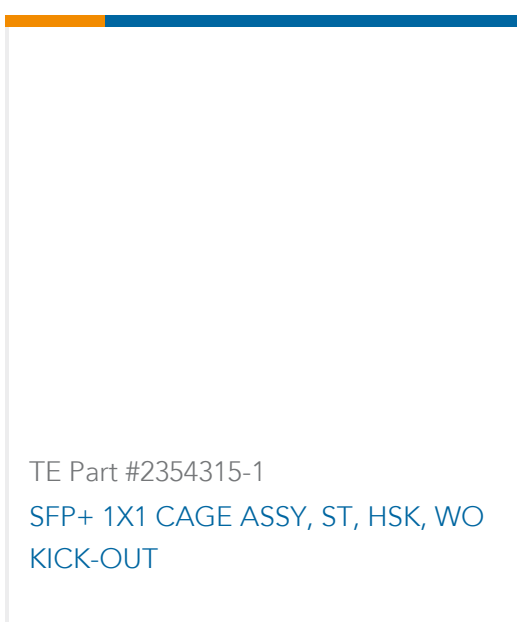 TE Part #2354315-1
SFP+ 1X1 CAGE ASSY, ST, HSK, WO
KICK-OUT